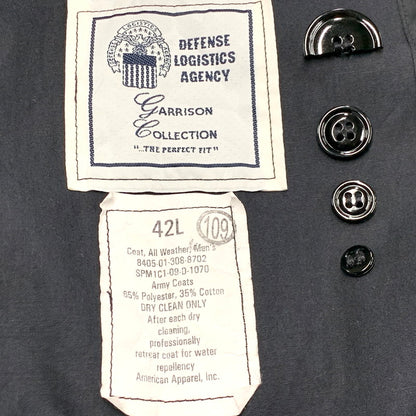 DEFENSE
LOGISTICS
AGENCY
GARRISON
COLLECTION
"...THE PERFECT FIT"
42L 109
Coat, All Weather, Men's
8405-01-308-8702
SPM1C1-09-D-1070
Army Coats
65% Polyester, 35% Cotton
DRY CLEAN ONLY
After each dry
cleaning,
professionally
retreat coat for water
repellency
American Apparel, Inc.